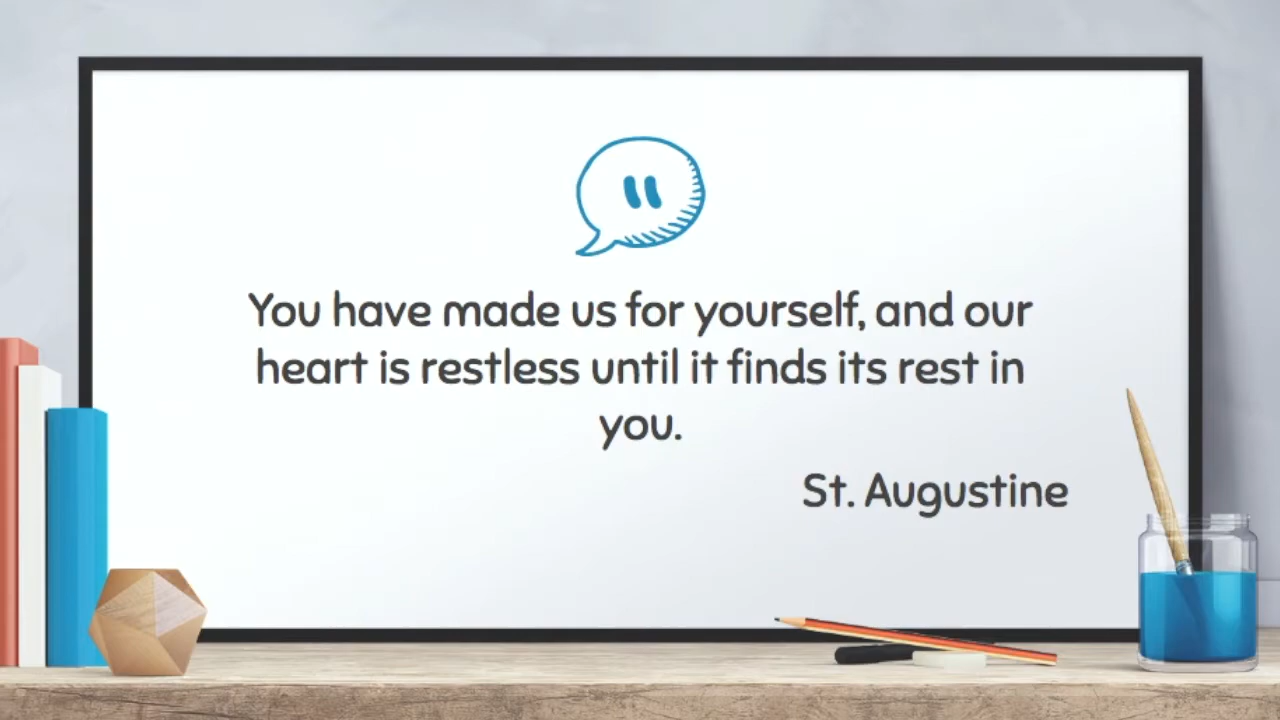 You have made us for yourself, and our
heart is restless until it finds its rest in
you.
St. Augustine